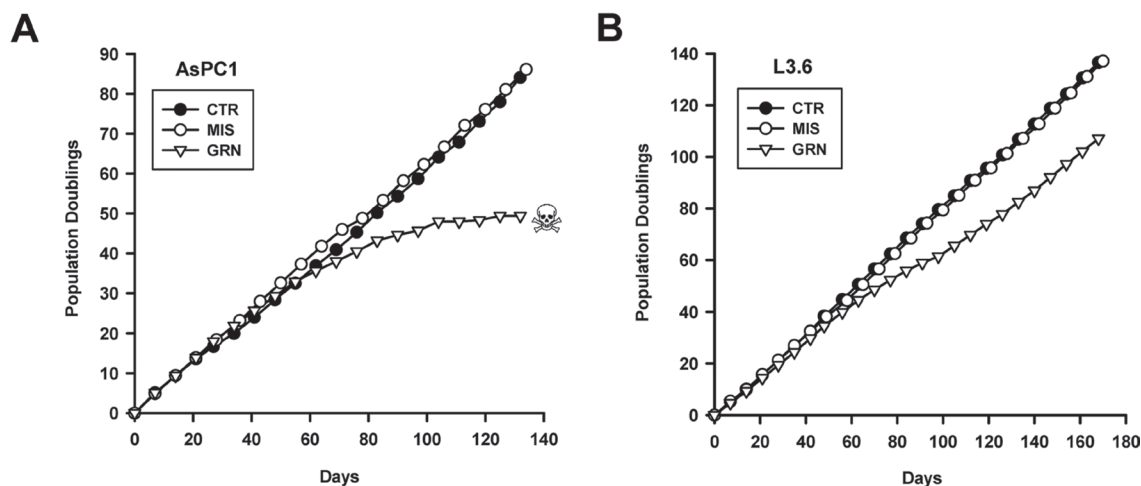 A
AsPC1
CTR
MIS
GRN
Population Doublings
90
80
70
60
50
40
30
20
10
0
0 20 40 60 80 100 120 140
Days
B
L3.6
CTR
MIS
GRN
Population Doublings
140
120
100
80
60
40
20
0
0 20 40 60 80 100 120 140 160 180
Days